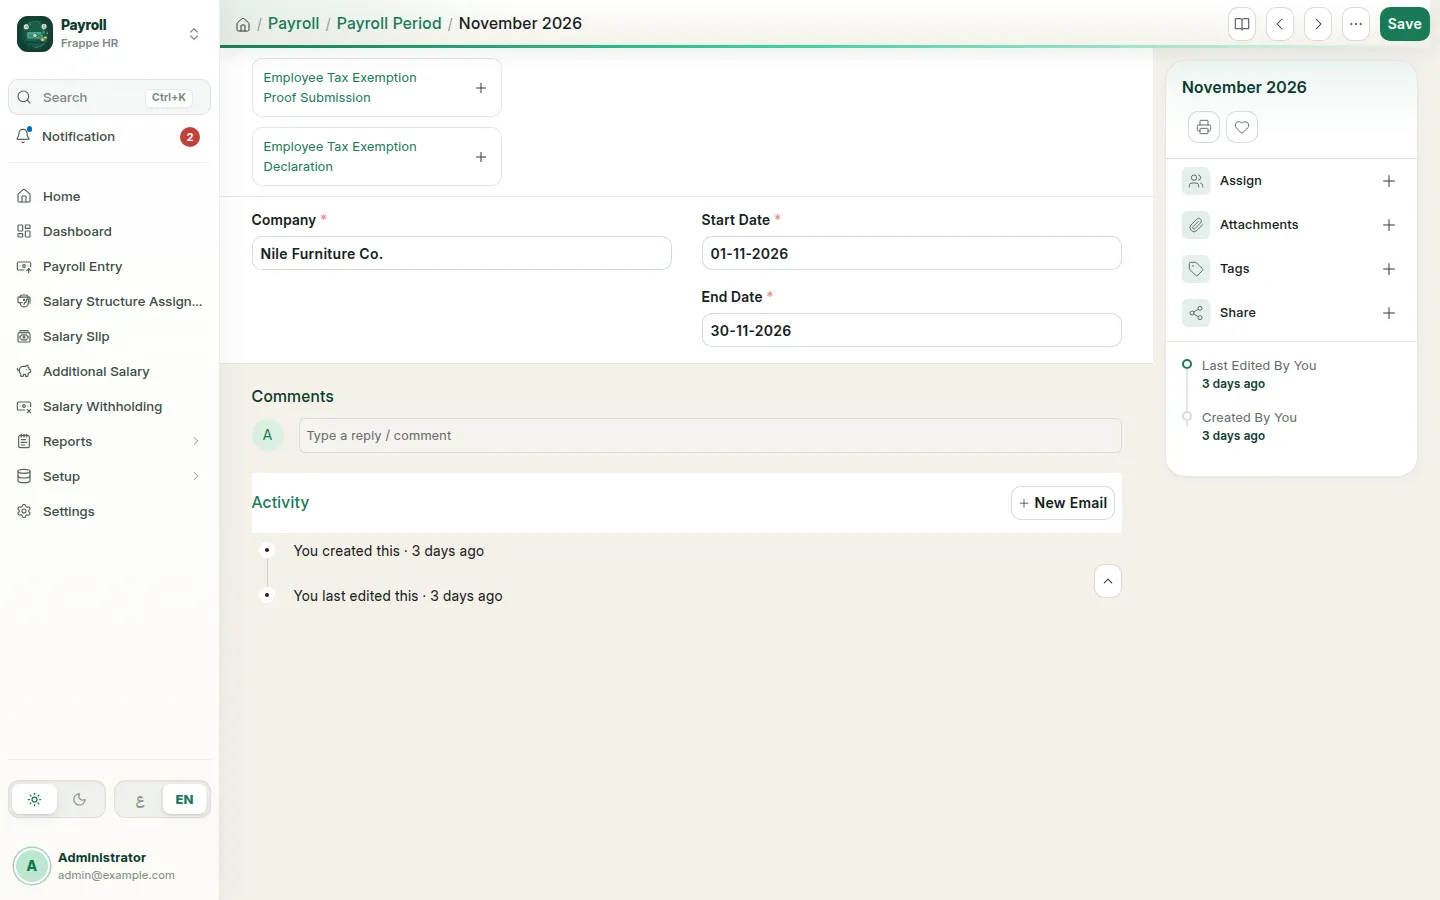 Payroll
Frappe HR
Search
Ctrl+K
Notification
2
Home
Dashboard
Payroll Entry
Salary Structure Assign...
Salary Slip
Additional Salary
Salary Withholding
Reports
Setup
Settings
ع
EN
A
Administrator
admin@example.com
/ Payroll / Payroll Period / November 2026
Save
Employee Tax Exemption
Proof Submission
Employee Tax Exemption
Declaration
Company *
Nile Furniture Co.
Start Date *
01-11-2026
End Date *
30-11-2026
Comments
A
Type a reply / comment
Activity
New Email
You created this · 3 days ago
You last edited this · 3 days ago
November 2026
Assign
Attachments
Tags
Share
Last Edited By You
3 days ago
Created By You
3 days ago